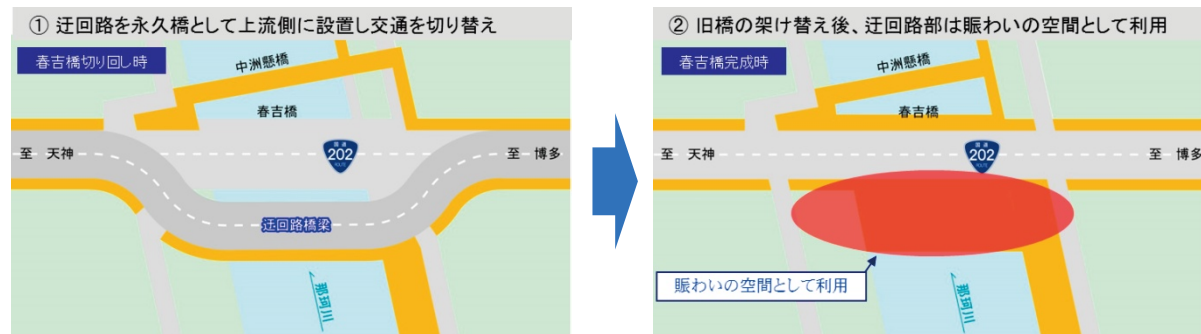 ① 迂回路を永久橋として上流側に設置し交通を切り替え
春吉橋切り回し時
中洲懸橋
春吉橋
至 天神
国道
202
至 博多
迂回路橋梁
那珂川
② 旧橋の架け替え後、迂回路部は賑わいの空間として利用
春吉橋完成時
中洲懸橋
春吉橋
至 天神
国道
202
至 博多
賑わいの空間として利用
那珂川